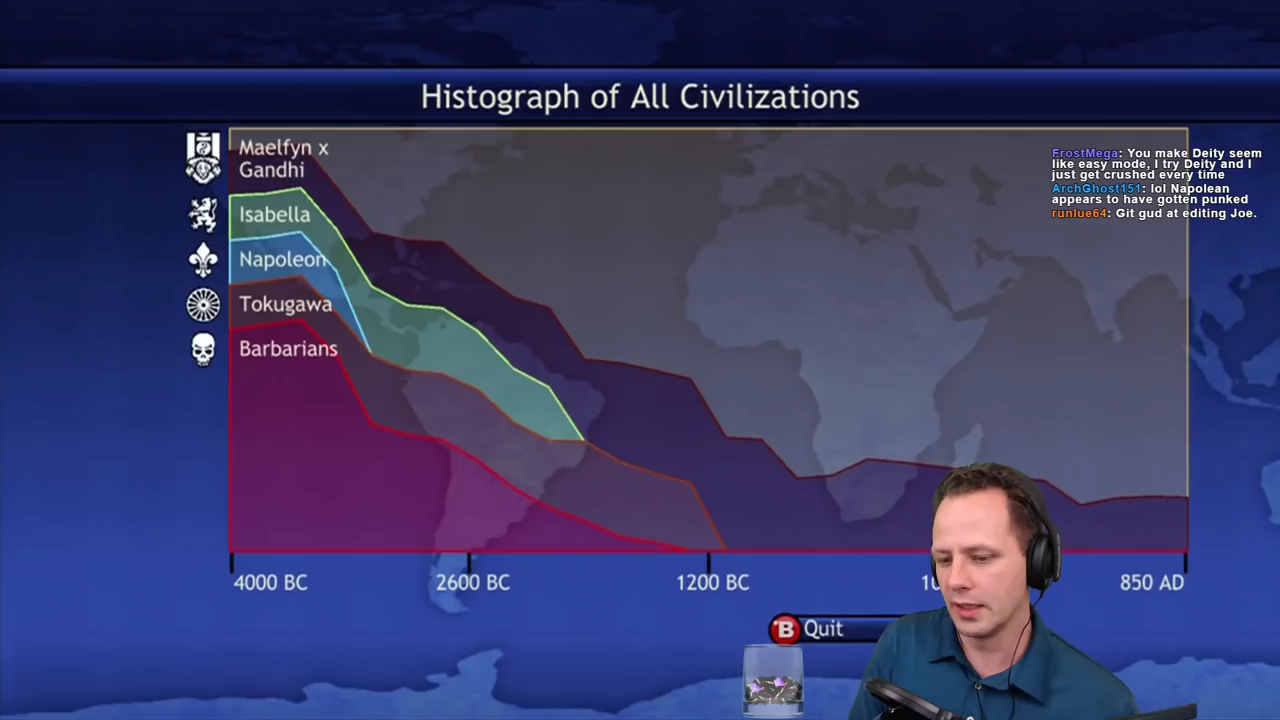 Histograph of All Civilizations
Maelfyn x
Gandhi
Isabella
Napoleon
Tokugawa
Barbarians
FrostMega: You make Deity seem
like easy mode. I try Deity and I
just get crushed every time
ArchGhost151: lol Napolean
appears to have gotten punked
runlue64: Git gud at editing Joe.
4000 BC
2600 BC
1200 BC
10
850 AD
B Quit